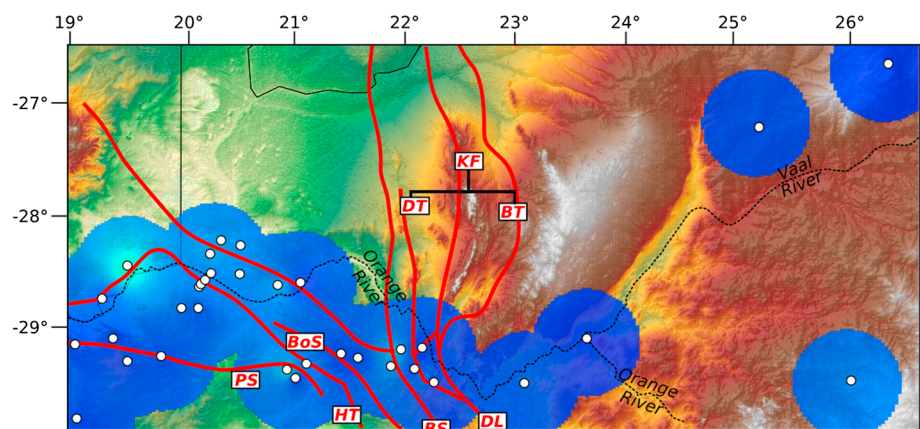 19° 20° 21° 22° 23° 24° 25° 26°
-27°
KF
Vaal
River
DT
BT
-28°
Orange
River
-29°
BoS
PS
Orange
River
HT
BS
DL